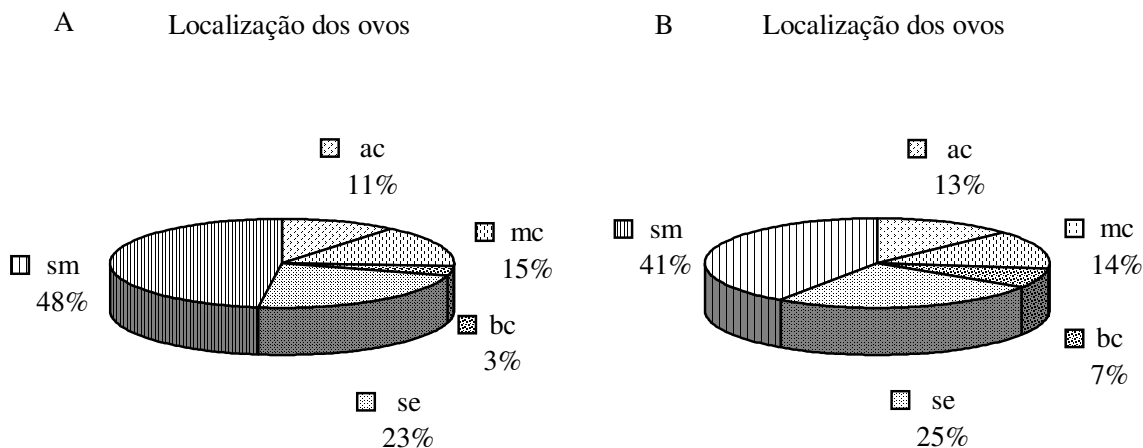 A Localização dos ovos
ac
11%
mc
15%
bc
3%
se
23%
sm
48%
B Localização dos ovos
ac
13%
mc
14%
bc
7%
se
25%
sm
41%